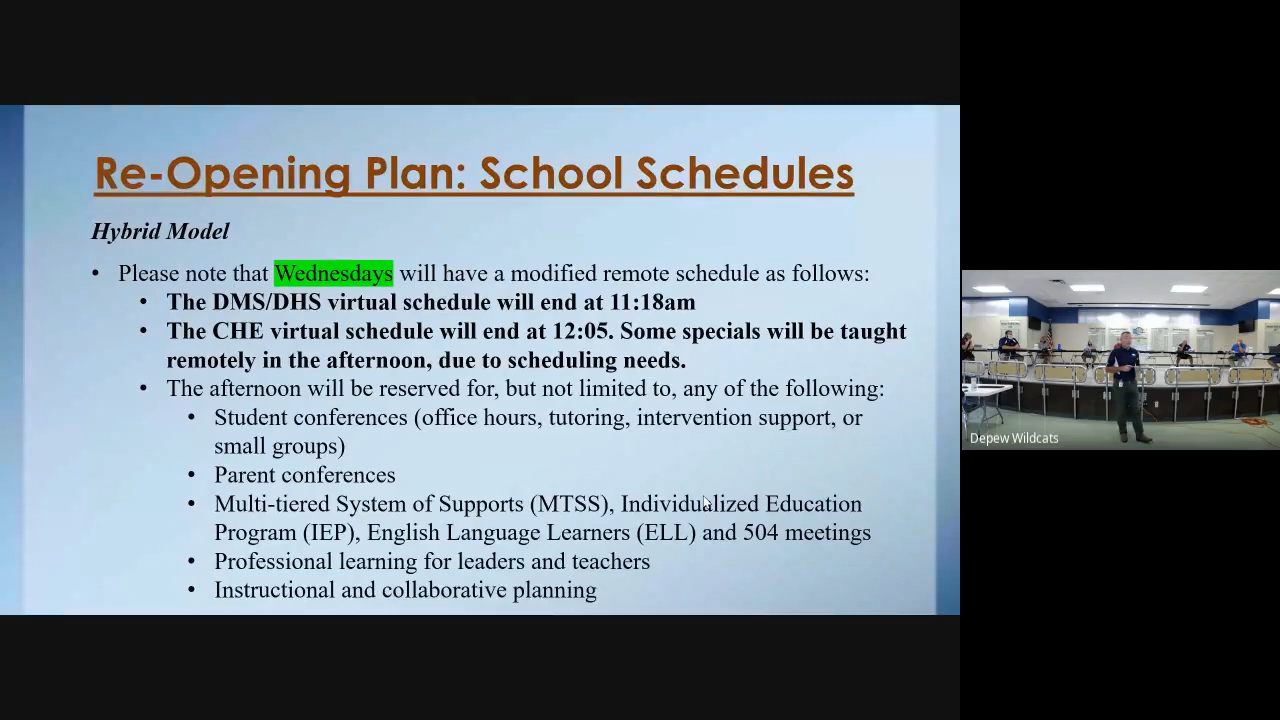 Re-Opening Plan: School Schedules
Hybrid Model
• Please note that Wednesdays will have a modified remote schedule as follows:
• The DMS/DHS virtual schedule will end at 11:18am
• The CHE virtual schedule will end at 12:05. Some specials will be taught
remotely in the afternoon, due to scheduling needs.
• The afternoon will be reserved for, but not limited to, any of the following:
• Student conferences (office hours, tutoring, intervention support, or
small groups)
• Parent conferences
• Multi-tiered System of Supports (MTSS), Individualized Education
Program (IEP), English Language Learners (ELL) and 504 meetings
• Professional learning for leaders and teachers
• Instructional and collaborative planning
Depew Wildcats